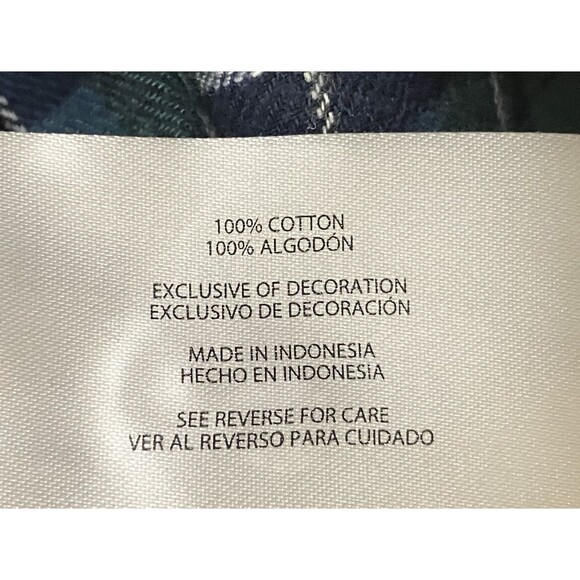 100% COTTON
100% ALGODÓN
EXCLUSIVE OF DECORATION
EXCLUSIVO DE DECORACIÓN
MADE IN INDONESIA
HECHO EN INDONESIA
SEE REVERSE FOR CARE
VER AL REVERSO PARA CUIDADO